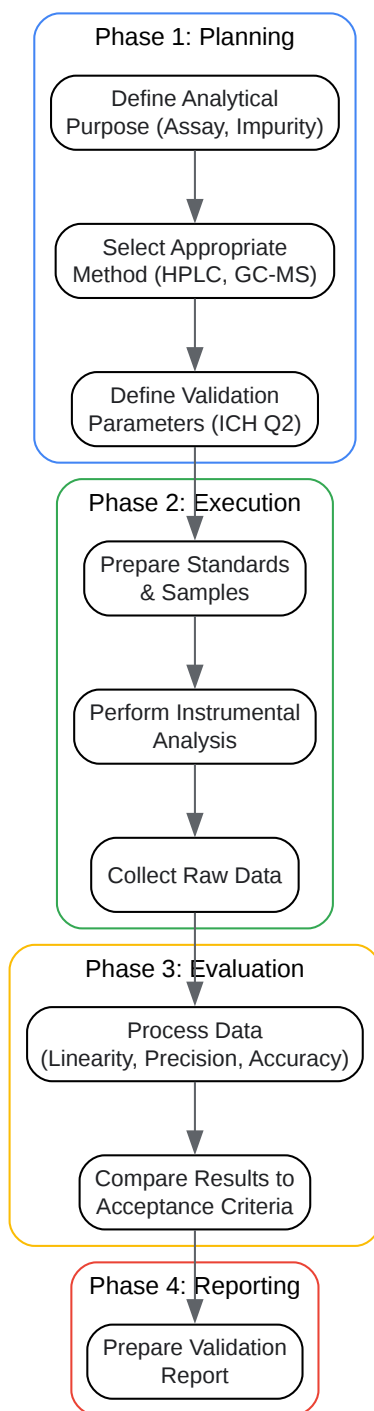 Phase 1: Planning
Define Analytical
Purpose (Assay, Impurity)
Select Appropriate
Method (HPLC, GC-MS)
Define Validation
Parameters (ICH Q2)
Phase 2: Execution
Prepare Standards
& Samples
Perform Instrumental
Analysis
Collect Raw Data
Phase 3: Evaluation
Process Data
(Linearity, Precision, Accuracy)
Compare Results to
Acceptance Criteria
Phase 4: Reporting
Prepare Validation
Report